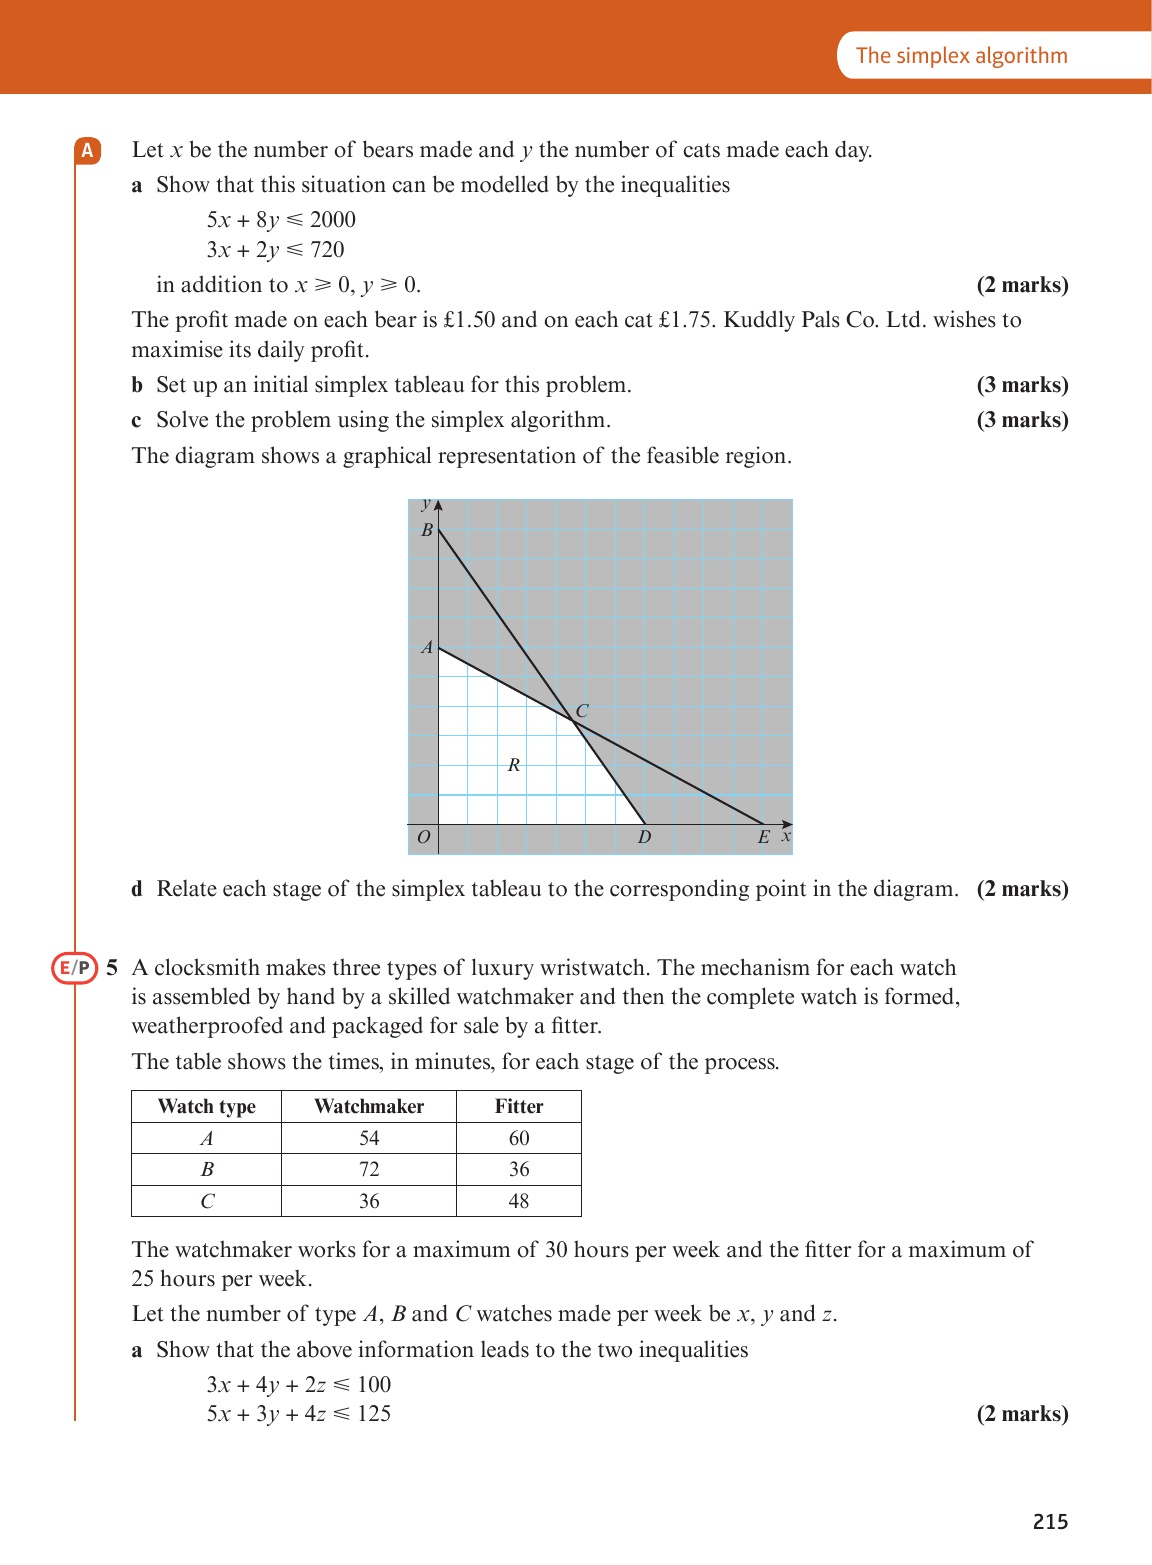 The simplex algorithm
A
Let x be the number of bears made and y the number of cats made each day.
a Show that this situation can be modelled by the inequalities
5x + 8y ⩽ 2000
3x + 2y ⩽ 720
in addition to x ⩾ 0, y ⩾ 0. (2 marks)
The profit made on each bear is £1.50 and on each cat £1.75. Kuddly Pals Co. Ltd. wishes to
maximise its daily profit.
b Set up an initial simplex tableau for this problem. (3 marks)
c Solve the problem using the simplex algorithm. (3 marks)
The diagram shows a graphical representation of the feasible region.
y
B
A
C
R
O D E x
d Relate each stage of the simplex tableau to the corresponding point in the diagram. (2 marks)
E/P 5 A clocksmith makes three types of luxury wristwatch. The mechanism for each watch
is assembled by hand by a skilled watchmaker and then the complete watch is formed,
weatherproofed and packaged for sale by a fitter.
The table shows the times, in minutes, for each stage of the process.
Watch type Watchmaker Fitter
A 54 60
B 72 36
C 36 48
The watchmaker works for a maximum of 30 hours per week and the fitter for a maximum of
25 hours per week.
Let the number of type A, B and C watches made per week be x, y and z.
a Show that the above information leads to the two inequalities
3x + 4y + 2z ⩽ 100
5x + 3y + 4z ⩽ 125 (2 marks)
215